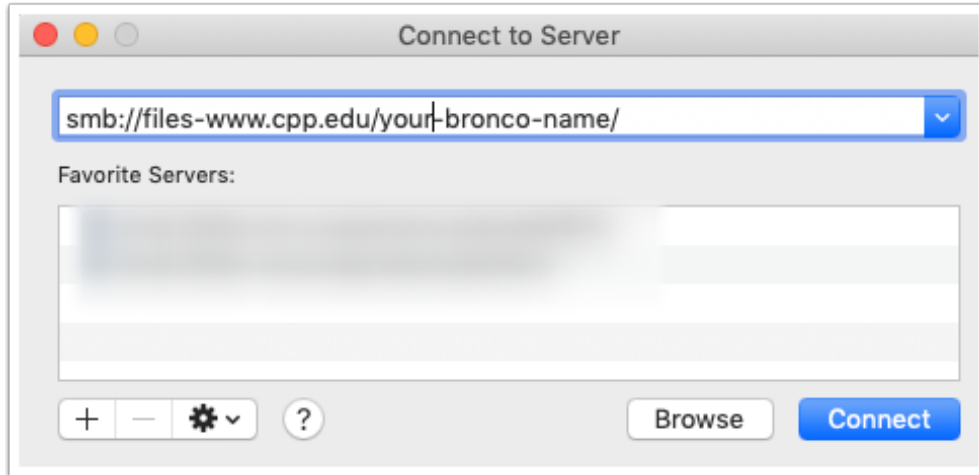 Connect to Server
smb://files-www.cpp.edu/your-bronco-name/
Favorite Servers:
?
Browse
Connect